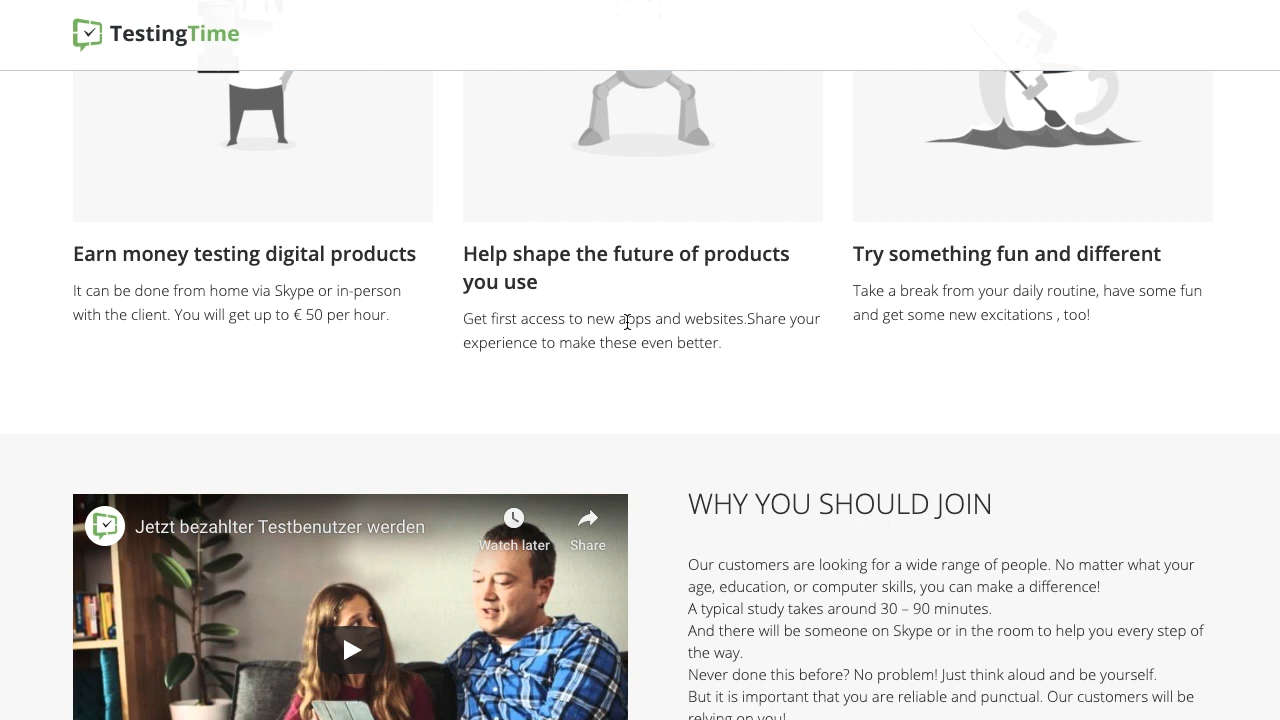 TestingTime
Earn money testing digital products
It can be done from home via Skype or in-person
with the client. You will get up to € 50 per hour.
Help shape the future of products
you use
Get first access to new apps and websites.Share your
experience to make these even better.
Try something fun and different
Take a break from your daily routine, have some fun
and get some new excitations , too!
Jetzt bezahlter Testbenutzer werden
Watch later
Share
WHY YOU SHOULD JOIN
Our customers are looking for a wide range of people. No matter what your
age, education, or computer skills, you can make a difference!
A typical study takes around 30 – 90 minutes.
And there will be someone on Skype or in the room to help you every step of
the way.
Never done this before? No problem! Just think aloud and be yourself.
But it is important that you are reliable and punctual. Our customers will be
relying on you!